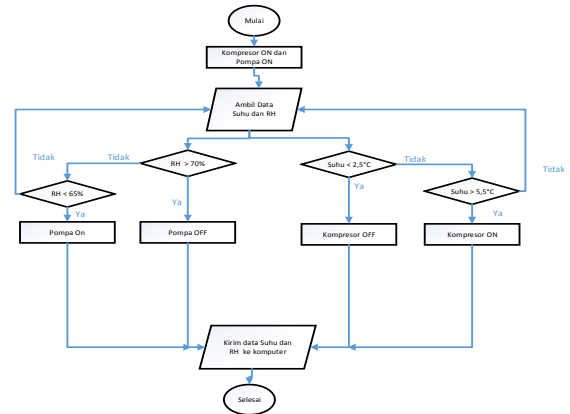 Mulai
Kompresor ON dan
Pompa ON
Ambil Data
Suhu dan RH
Tidak
Tidak
RH > 70%
Suhu < 2,5°C
Tidak
Tidak
RH < 65%
Ya
Ya
Ya
Suhu > 5,5°C
Ya
Pompa On
Pompa OFF
Kompresor OFF
Kompresor ON
Kirim data Suhu dan
RH ke komputer
Selesai